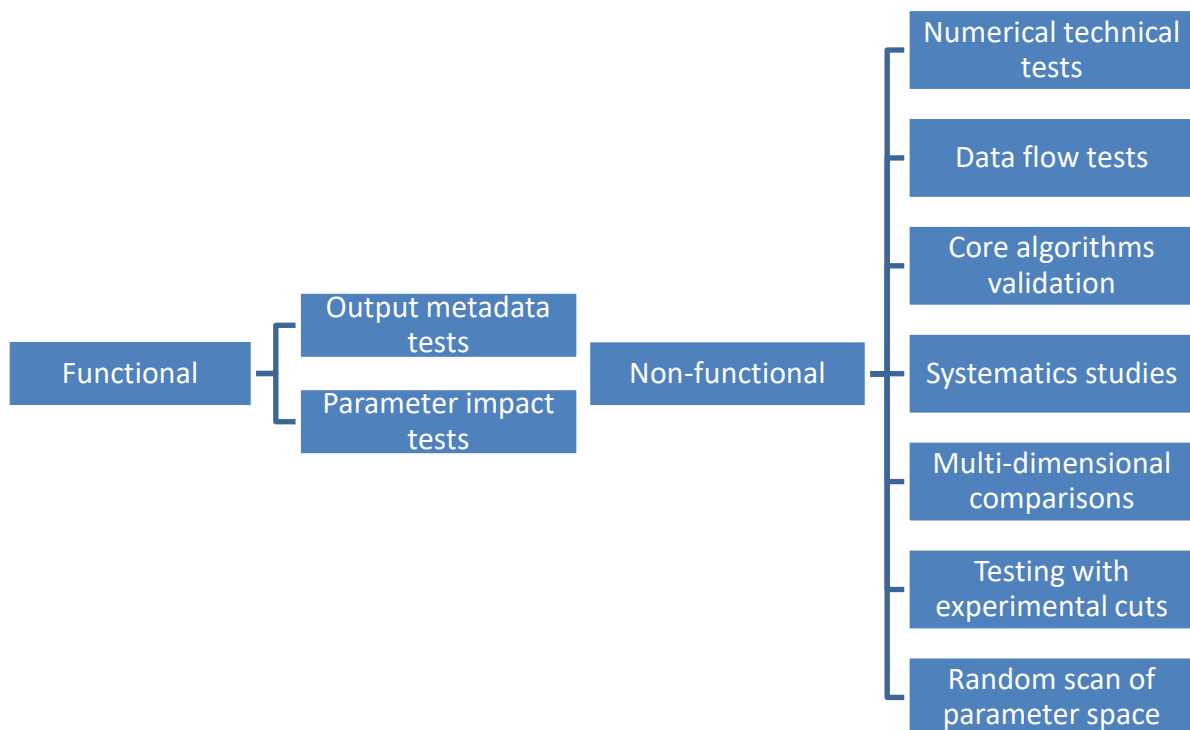 Functional
Output metadata
tests
Parameter impact
tests
Non-functional
Numerical technical
tests
Data flow tests
Core algorithms
validation
Systematics studies
Multi-dimensional
comparisons
Testing with
experimental cuts
Random scan of
parameter space